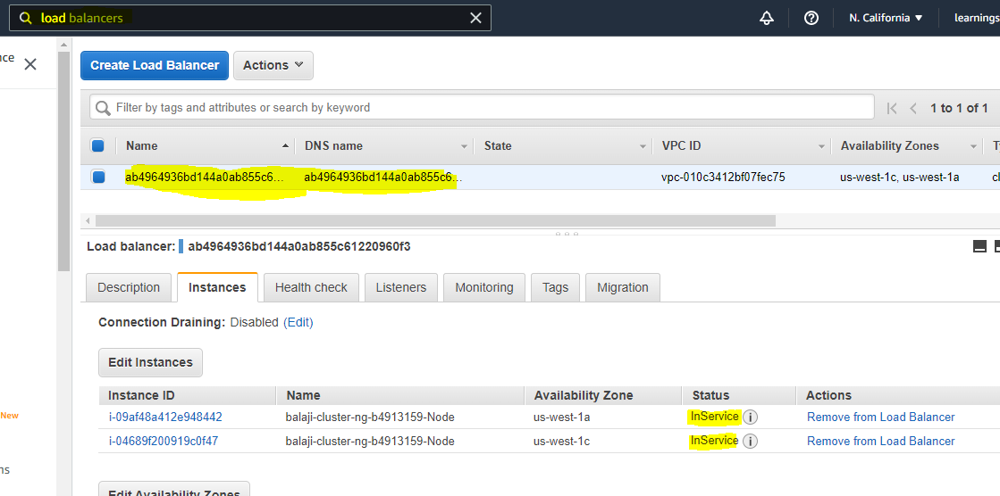 load balancers
N. California
learnings
nce
Create Load Balancer Actions
Filter by tags and attributes or search by keyword 1 to 1 of 1
Name DNS name State VPC ID Availability Zones
ab4964936bd144a0ab855c6... ab4964936bd144a0ab855c6... vpc-010c3412bf07fec75 us-west-1c, us-west-1a cl
Load balancer: ab4964936bd144a0ab855c61220960f3
Description Instances Health check Listeners Monitoring Tags Migration
Connection Draining: Disabled (Edit)
Edit Instances
Instance ID Name Availability Zone Status Actions
New i-09af48a412e948442 balaji-cluster-ng-b4913159-Node us-west-1a InService Remove from Load Balancer
i-04689f200919c0f47 balaji-cluster-ng-b4913159-Node us-west-1c InService Remove from Load Balancer
ns
Edit Availability Zones